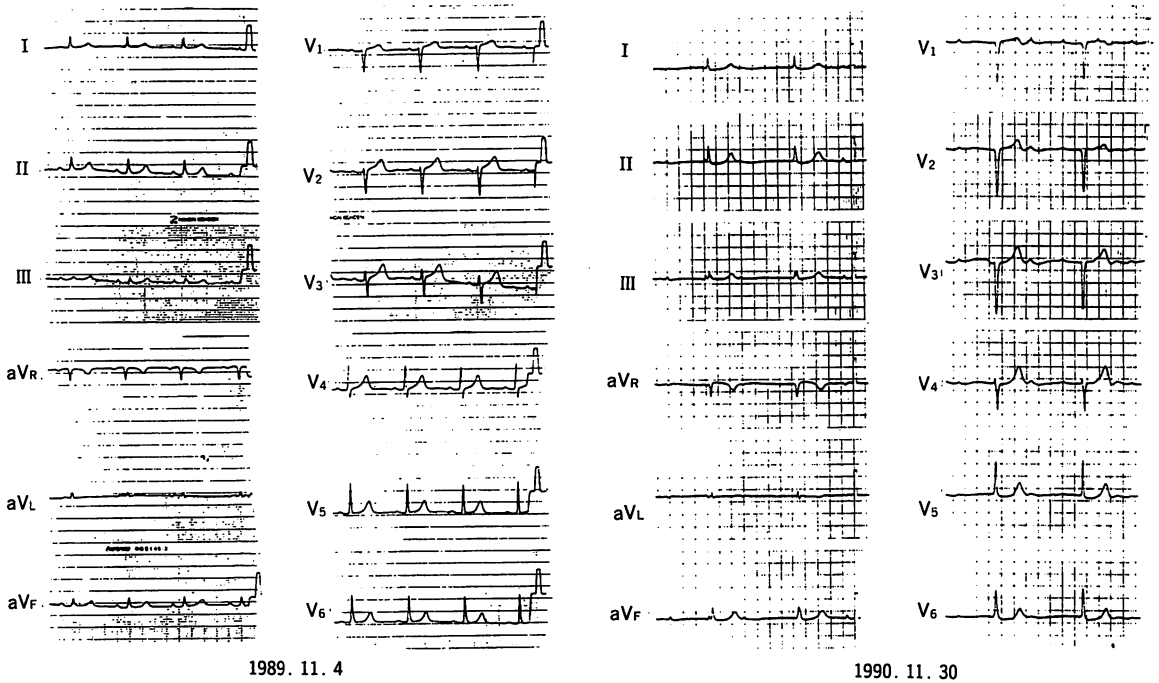 I
II
III
aVR
aVL
aVF
V1
V2
V3
V4
V5
V6
1989. 11. 4
I
II
III
aVR
aVL
aVF
V1
V2
V3
V4
V5
V6
1990. 11. 30